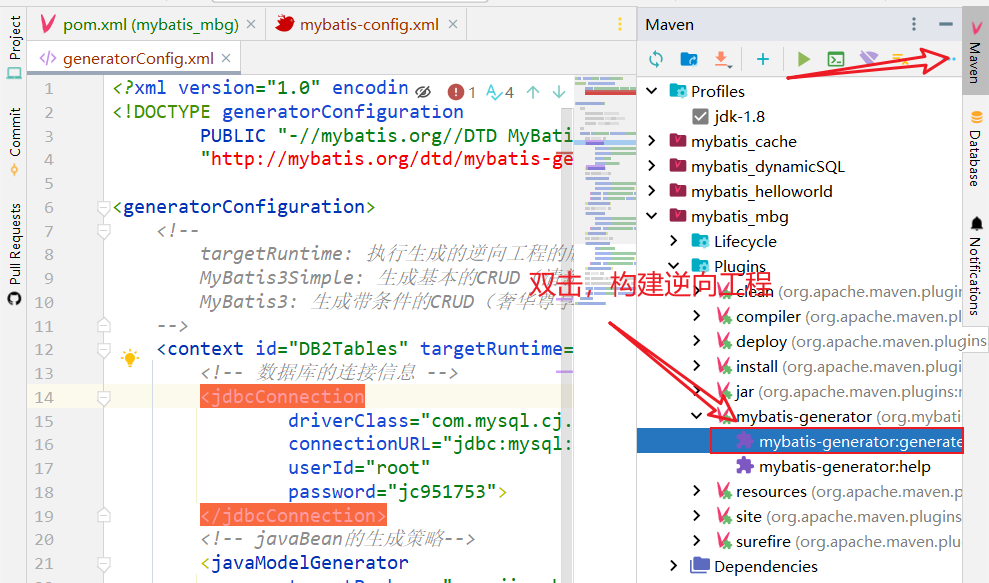 Project
Commit
Pull Requests
pom.xml (mybatis_mbg)
mybatis-config.xml
generatorConfig.xml
1 <?xml version="1.0" encodin
1 4
2 <!DOCTYPE generatorConfiguration
3 PUBLIC "-//mybatis.org//DTD MyBati
4 "http://mybatis.org/dtd/mybatis-ge
5
6 <generatorConfiguration>
7 <!--
8 targetRuntime: 执行生成的逆向工程的
9 MyBatis3Simple: 生成基本的CRUD
10 MyBatis3: 生成带条件的CRUD（奢华尊享
11 -->
12 <context id="DB2Tables" targetRuntime=
13 <!-- 数据库的连接信息 -->
14 <jdbcConnection
15 driverClass="com.mysql.cj.
16 connectionURL="jdbc:mysql:
17 userId="root"
18 password="jc951753">
19 </jdbcConnection>
20 <!-- javaBean的生成策略-->
21 <javaModelGenerator
双击，构建逆向工程
Maven
Profiles
jdk-1.8
mybatis_cache
mybatis_dynamicSQL
mybatis_helloworld
mybatis_mbg
Lifecycle
Plugins
clean (org.apache.maven.plugin
compiler (org.apache.maven.pl
deploy (org.apache.maven.plugins
install (org.apache.maven.plugi
jar (org.apache.maven.plugins:
mybatis-generator (org.mybati
mybatis-generator:generate
mybatis-generator:help
resources (org.apache.maven.p
site (org.apache.maven.plugins
surefire (org.apache.maven.plu
Dependencies
Maven
Database
Notifications